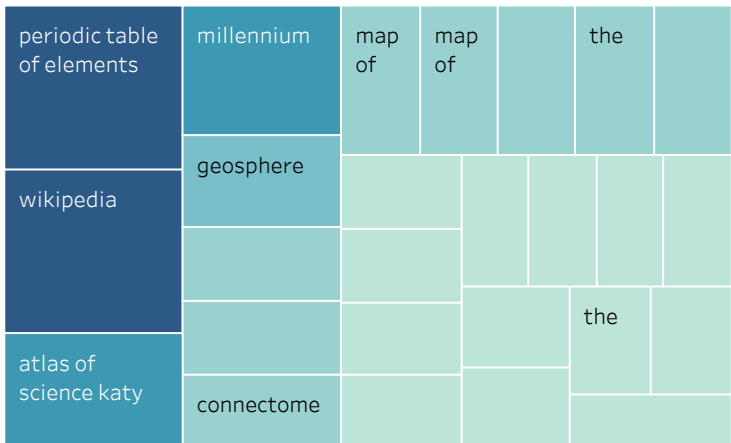 periodic table
of elements
wikipedia
atlas of
science katy
millennium
geosphere
connectome
map
of
map
of
the
the